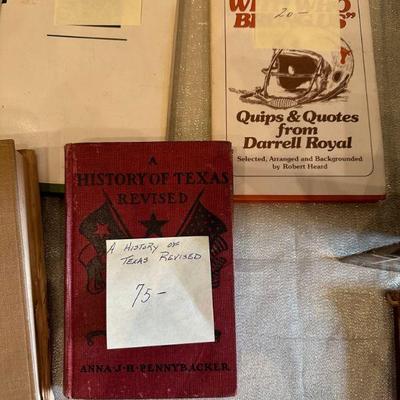 20-
Quips & Quotes
from
Darrell Royal
Selected, Arranged and Backgrounded
by Robert Heard
A
HISTORY OF TEXAS
REVISED
A HISTORY OF
TEXAS REVISED
75-
ANNA·J·H·PENNYBACKER